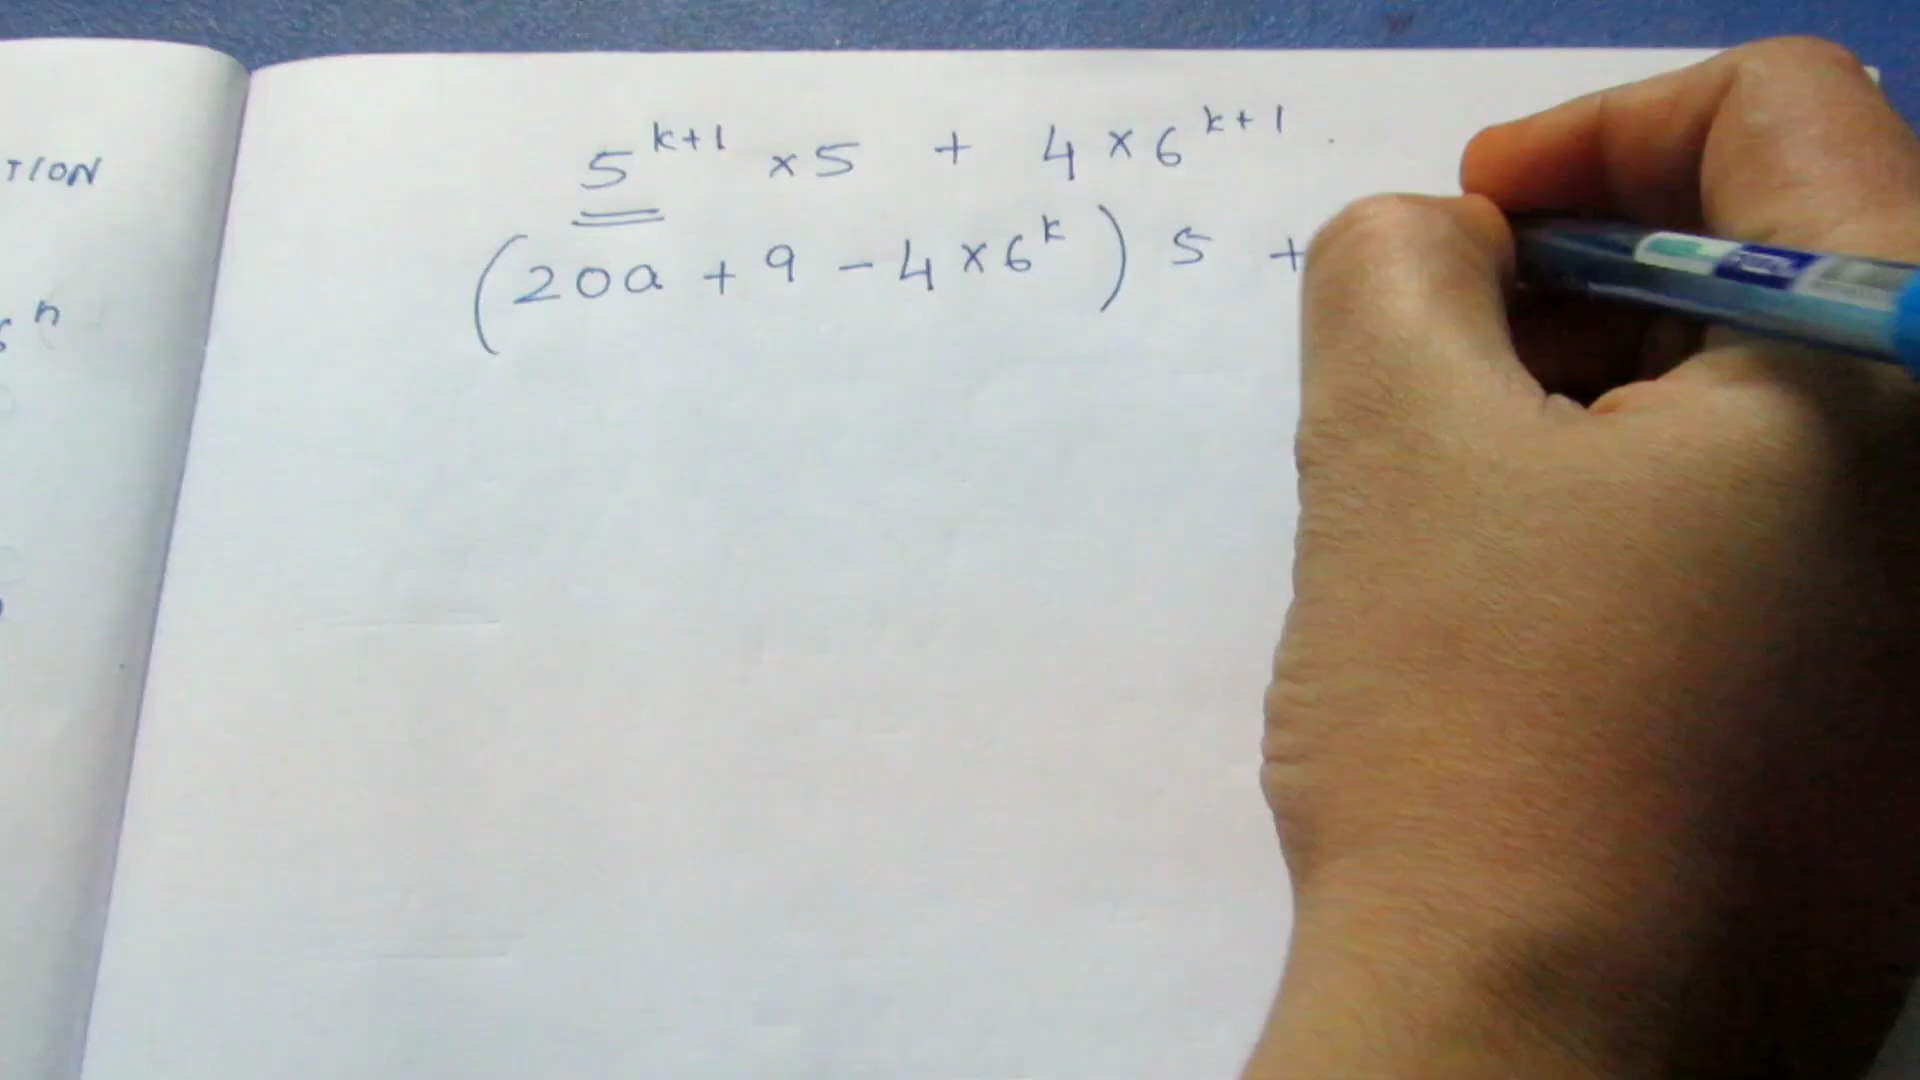 TION
n
5^{k+1} × 5 + 4 × 6^{k+1}.
(20a + 9 - 4 × 6^k) 5 +